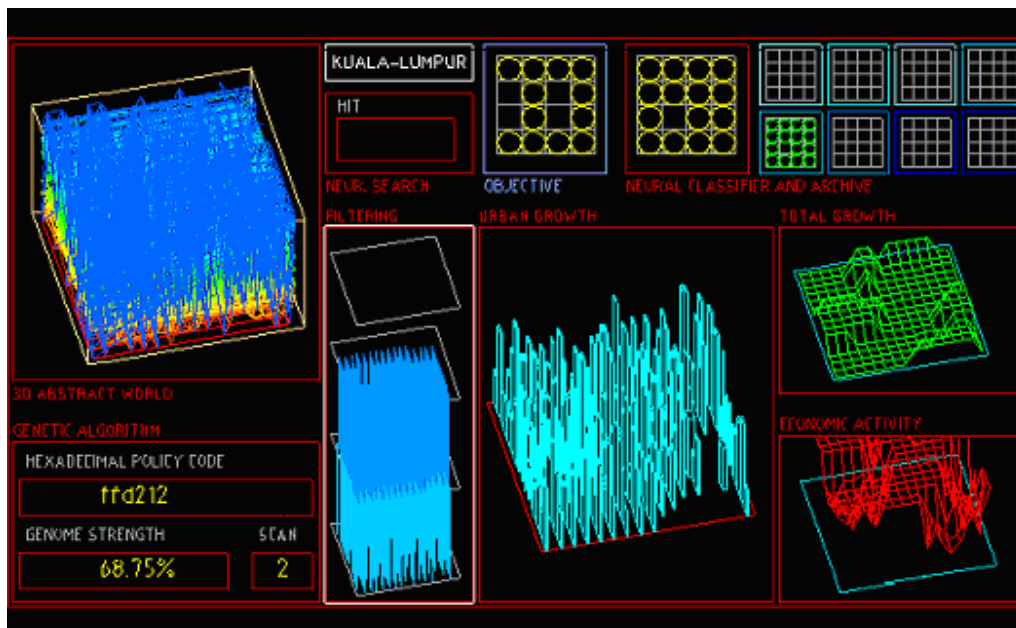 KUALA-LUMPUR
HIT
NEUR. SEARCH
OBJECTIVE
NEURAL CLASSIFIER AND ARCHIVE
FILTERING
URBAN GROWTH
TOTAL GROWTH
3D ABSTRACT WORLD
GENETIC ALGORITHM
ECONOMIC ACTIVITY
HEXADECIMAL POLICY CODE
ffd212
GENOME STRENGTH
SCAN
68.75%
2